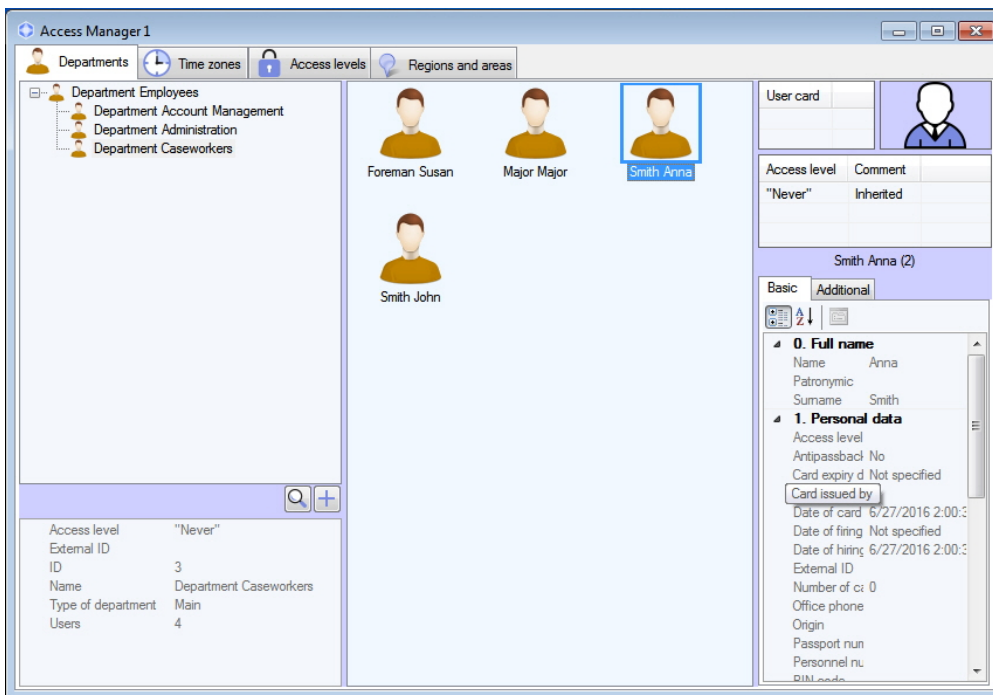 Access Manager 1
Departments Time zones Access levels Regions and areas
Department Employees
Department Account Management
Department Administration
Department Caseworkers
Foreman Susan Major Major Smith Anna
Smith John
Access level "Never"
External ID
ID 3
Name Department Caseworkers
Type of department Main
Users 4
User card
Access level Comment
"Never" Inherited
Smith Anna (2)
Basic Additional
0. Full name
Name Anna
Patronymic
Surname Smith
1. Personal data
Access level
Antipassback No
Card expiry d Not specified
Card issued by
Date of card 6/27/2016 2:00:3
Date of firing Not specified
Date of hiring 6/27/2016 2:00:3
External ID
Number of ca 0
Office phone
Origin
Passport num
Personnel nu
PIN code